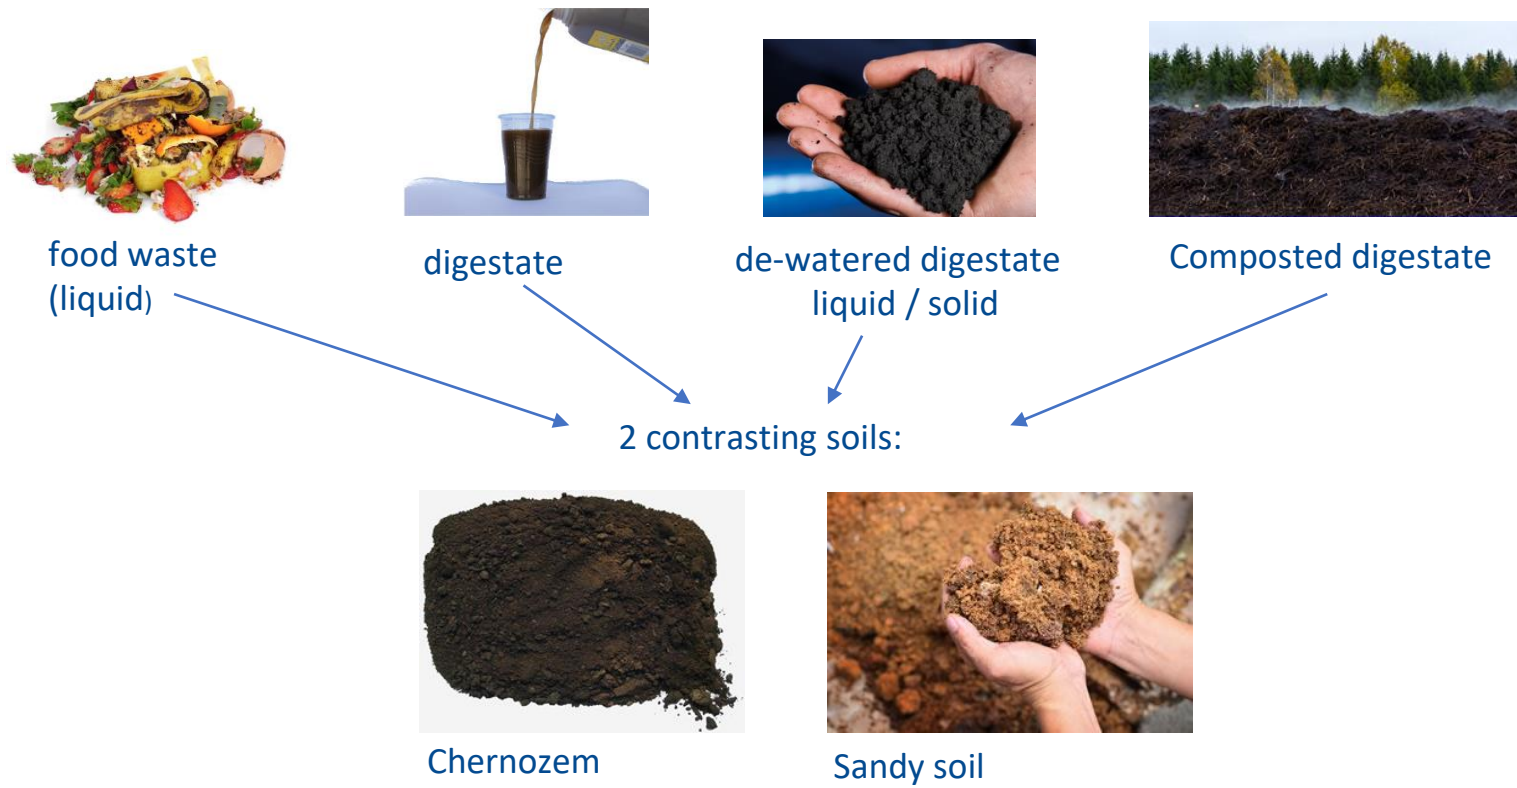 food waste
(liquid)
digestate
de-watered digestate
liquid / solid
Composted digestate
2 contrasting soils:
Chernozem
Sandy soil